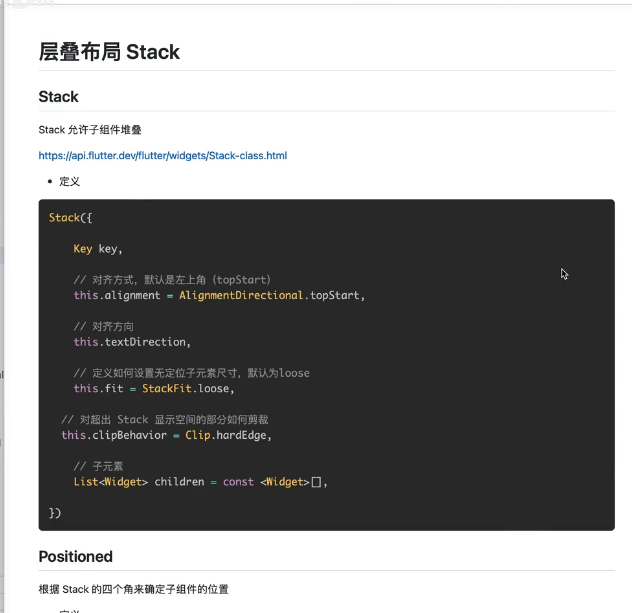 层叠布局 Stack
Stack
Stack 允许子组件堆叠
https://api.flutter.dev/flutter/widgets/Stack-class.html
• 定义
Stack({
Key key,
// 对齐方式，默认是左上角（topStart）
this.alignment = AlignmentDirectional.topStart,
// 对齐方向
this.textDirection,
// 定义如何设置无定位子元素尺寸，默认为loose
this.fit = StackFit.loose,
// 对超出 Stack 显示空间的部分如何剪裁
this.clipBehavior = Clip.hardEdge,
// 子元素
List<Widget> children = const <Widget>[],
})
Positioned
根据 Stack 的四个角来确定子组件的位置